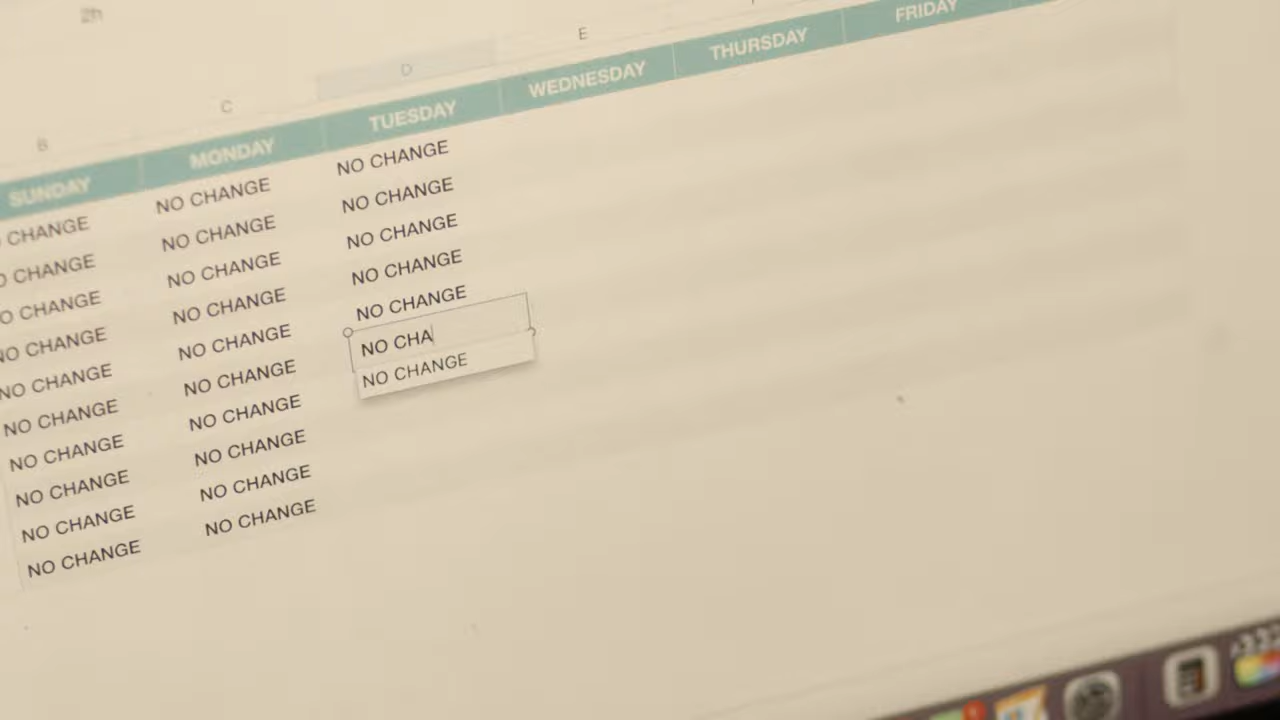 2h
B C D E
SUNDAY MONDAY TUESDAY WEDNESDAY THURSDAY FRIDAY
CHANGE NO CHANGE NO CHANGE
O CHANGE NO CHANGE NO CHANGE
O CHANGE NO CHANGE NO CHANGE
NO CHANGE NO CHANGE NO CHANGE
NO CHANGE NO CHANGE NO CHANGE
NO CHANGE NO CHANGE NO CHA
NO CHANGE NO CHANGE NO CHANGE
NO CHANGE NO CHANGE
NO CHANGE NO CHANGE
NO CHANGE NO CHANGE